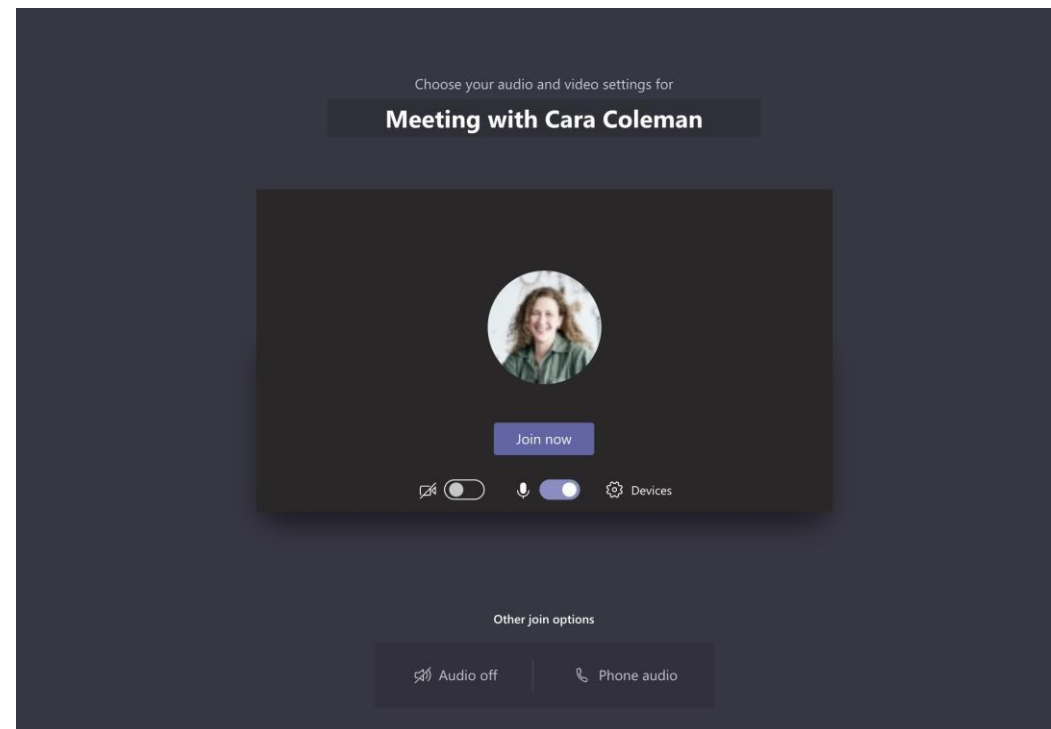 Choose your audio and video settings for
Meeting with Cara Coleman
Join now
Devices
Other join options
Audio off
Phone audio